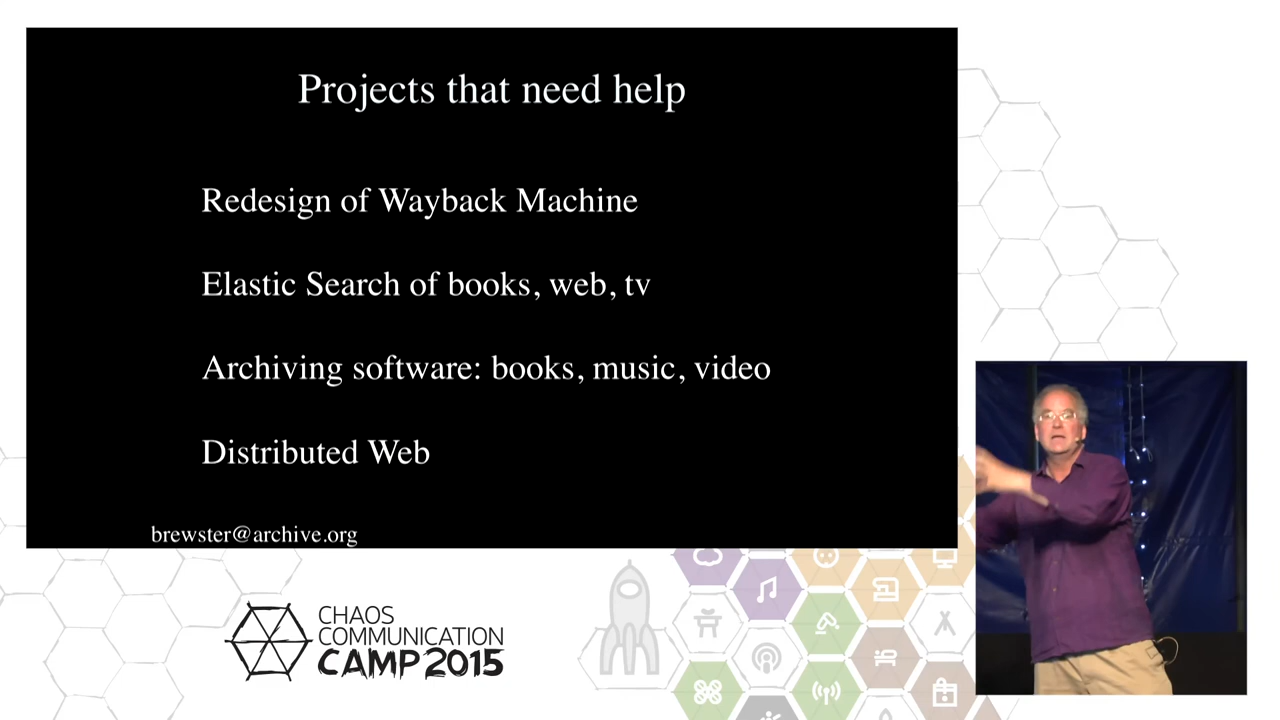 Projects that need help
Redesign of Wayback Machine
Elastic Search of books, web, tv
Archiving software: books, music, video
Distributed Web
brewster@archive.org
CHAOS
COMMUNICATION
CAMP 2015